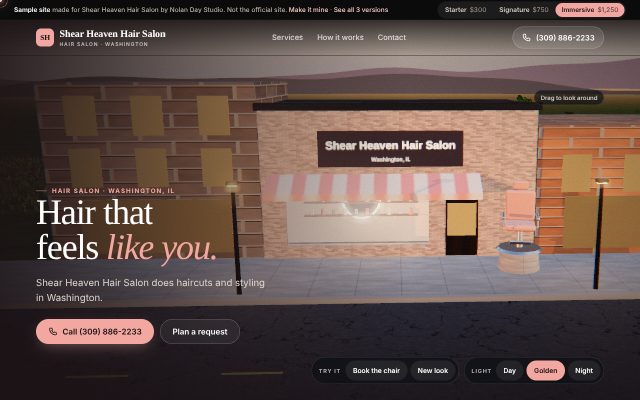 Sample site made for Shear Heaven Hair Salon by Nolan Day Studio. Not the official site. Make it mine · See all 3 versions
Starter $300 Signature $750 Immersive $1,250
SH Shear Heaven Hair Salon
HAIR SALON · WASHINGTON
Services How it works Contact
(309) 886-2233
Drag to look around
Shear Heaven Hair Salon
Washington, IL
HAIR SALON · WASHINGTON, IL
Hair that
feels like you.
Shear Heaven Hair Salon does haircuts and styling
in Washington.
Call (309) 886-2233 Plan a request
TRY IT Book the chair New look
LIGHT Day Golden Night